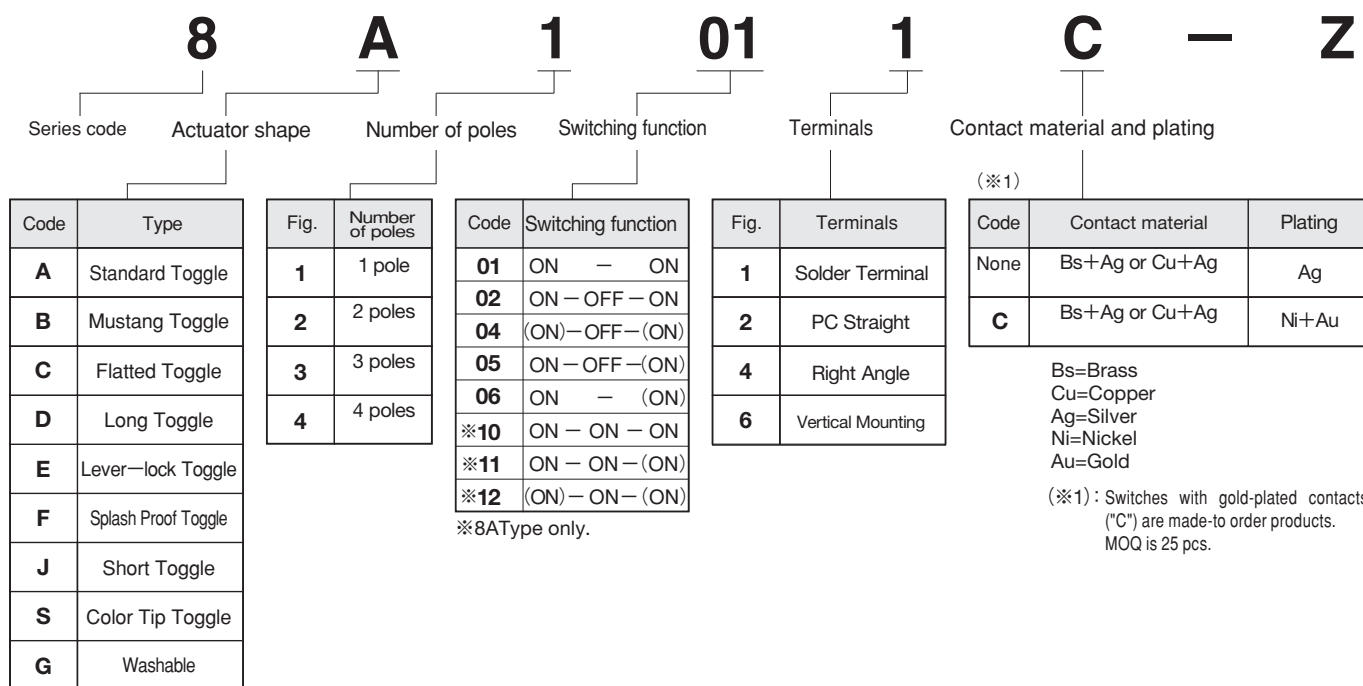 8 A 1 01 1 C － Z
Series code Actuator shape Number of poles Switching function Terminals Contact material and plating
(※1)
Code Type
A Standard Toggle
B Mustang Toggle
C Flatted Toggle
D Long Toggle
E Lever－lock Toggle
F Splash Proof Toggle
J Short Toggle
S Color Tip Toggle
G Washable
Fig. Number of poles
1 1 pole
2 2 poles
3 3 poles
4 4 poles
Code Switching function
01 ON － ON
02 ON－OFF－ON
04 (ON)－OFF－(ON)
05 ON－OFF－(ON)
06 ON － (ON)
※10 ON － ON － ON
※11 ON － ON－(ON)
※12 (ON)－ ON－(ON)
※8AType only.
Fig. Terminals
1 Solder Terminal
2 PC Straight
4 Right Angle
6 Vertical Mounting
Code Contact material Plating
None Bs+Ag or Cu+Ag Ag
C Bs+Ag or Cu+Ag Ni+Au
Bs=Brass
Cu=Copper
Ag=Silver
Ni=Nickel
Au=Gold
(※1): Switches with gold-plated contacts
("C") are made-to order products.
MOQ is 25 pcs.